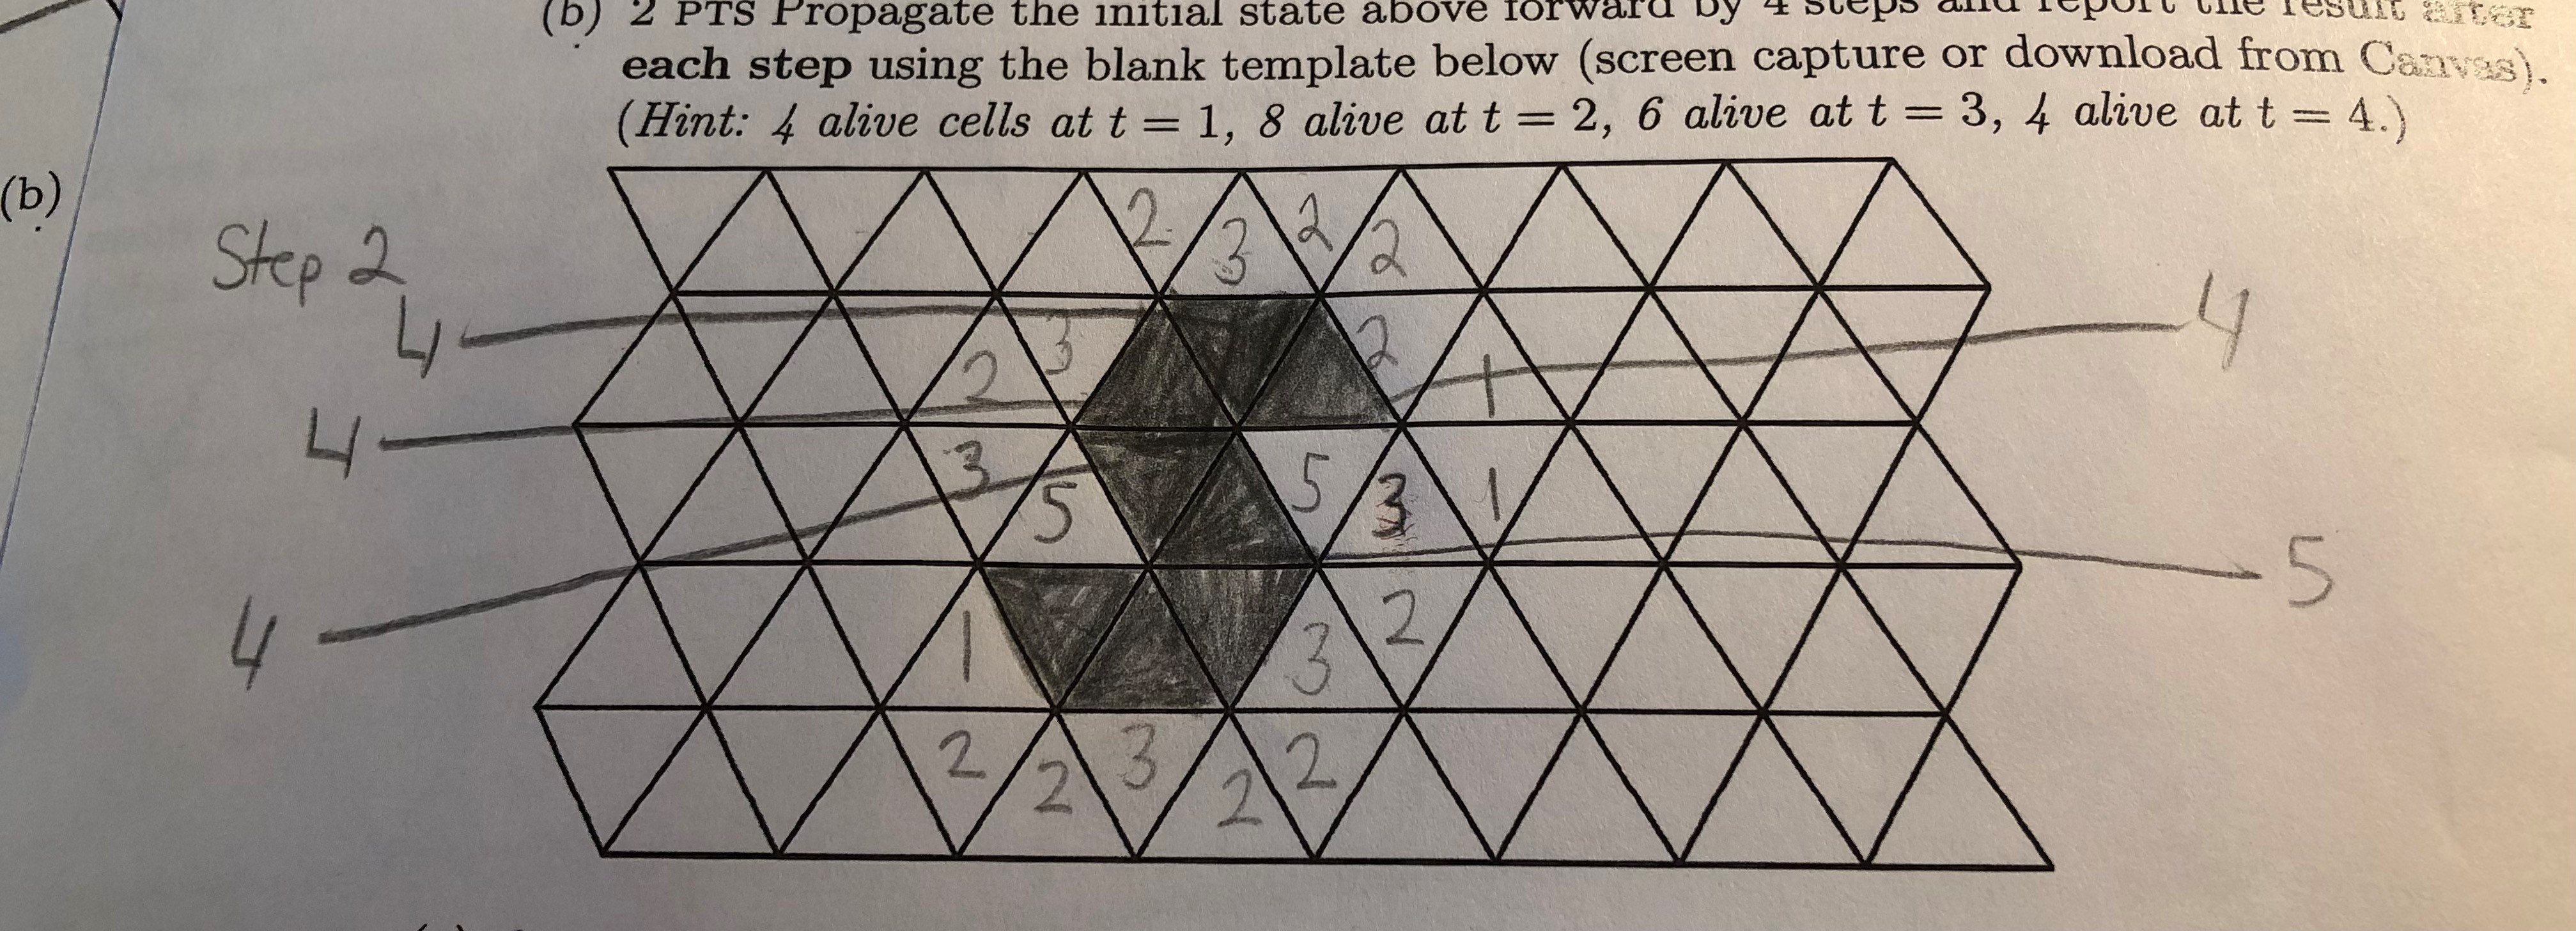 (b) 2 PTS Propagate the initial state above forward by 4 steps and report the result after
each step using the blank template below (screen capture or download from Canvas).
(Hint: 4 alive cells at t = 1, 8 alive at t = 2, 6 alive at t = 3, 4 alive at t = 4.)
(b)
Step 2
2 3 2 2
4 2 3 2 1 4
4 3 5 5 3 1
4 1 3 2 5
2 2 3 2 2